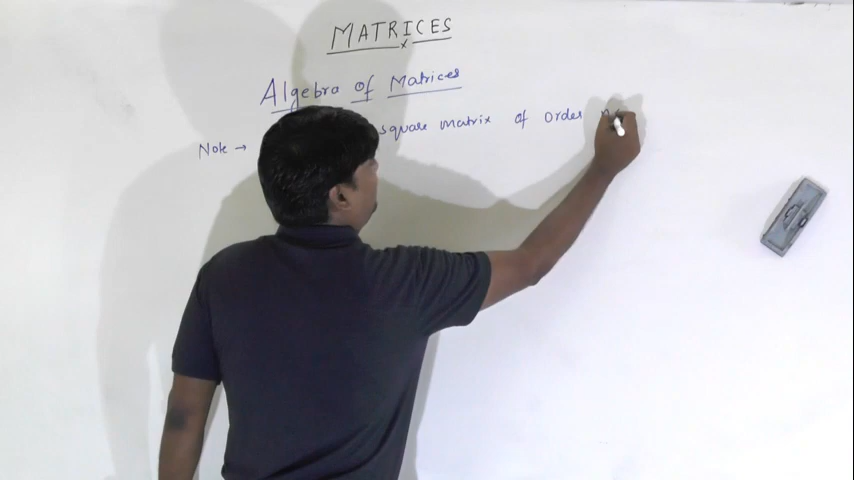 MATRICES
x
Algebra of Matrices
Note → square matrix of order